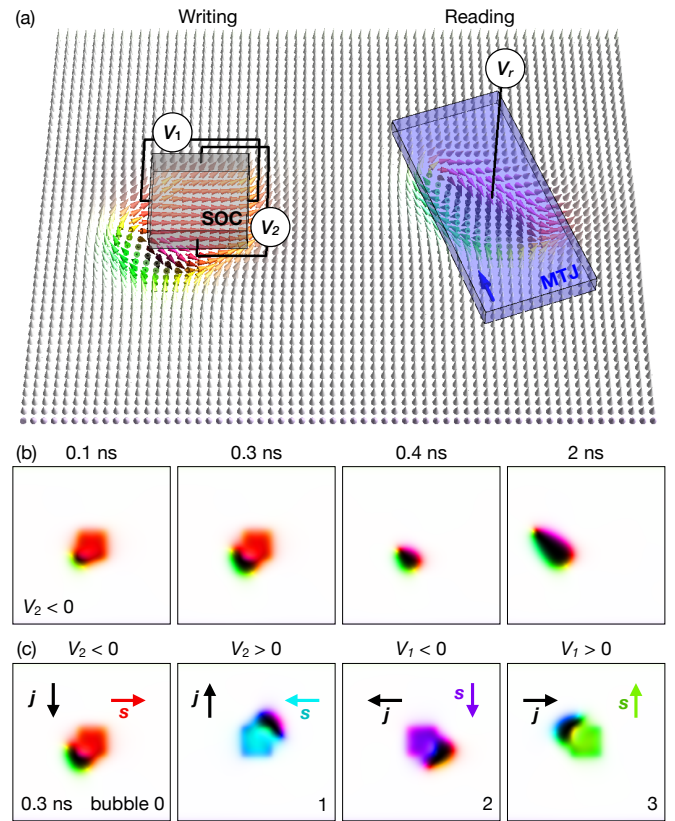 (a) Writing Reading
V₁ Vᵣ
SOC V₂
MTJ
(b) 0.1 ns 0.3 ns 0.4 ns 2 ns
V₂ < 0
(c) V₂ < 0 V₂ > 0 V₁ < 0 V₁ > 0
j s j s j s j s
0.3 ns bubble 0 1 2 3